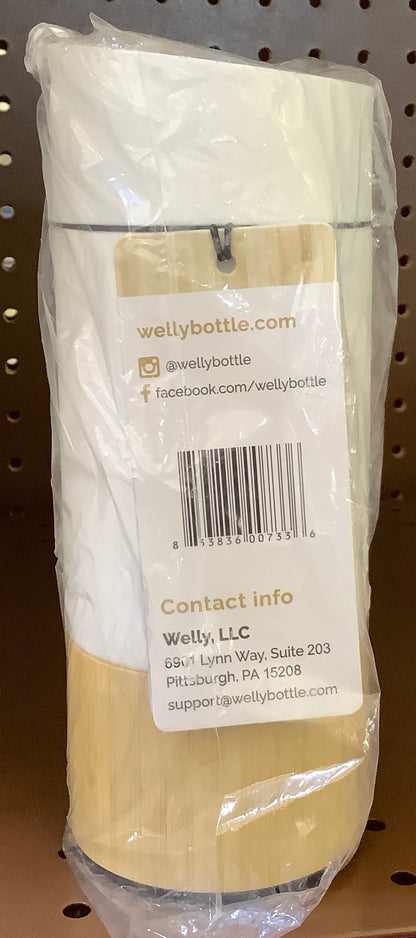 wellybottle.com
@wellybottle
facebook.com/wellybottle
8 53836 00733 6
Contact info
Welly, LLC
6901 Lynn Way, Suite 203
Pittsburgh, PA 15208
support@wellybottle.com